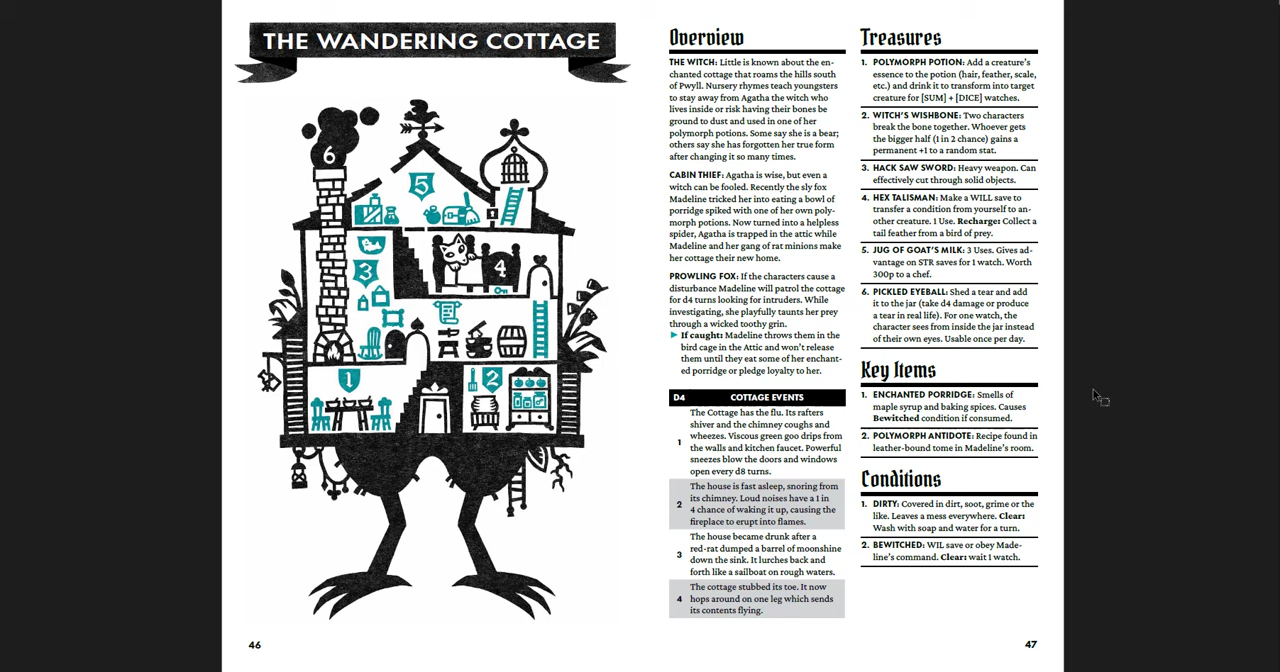 THE WANDERING COTTAGE
6
5
3
4
1
2
46
Overview
THE WITCH: Little is known about the en-
chanted cottage that roams the hills south
of Pwyll. Nursery rhymes teach youngsters
to stay away from Agatha the witch who
lives inside or risk having their bones be
ground to dust and used in one of her
polymorph potions. Some say she is a bear;
others say she has forgotten her true form
after changing it so many times.
CABIN THIEF: Agatha is wise, but even a
witch can be fooled. Recently the sly fox
Madeline tricked her into eating a bowl of
porridge spiked with one of her own poly-
morph potions. Now turned into a helpless
spider, Agatha is trapped in the attic while
Madeline and her gang of rat minions make
her cottage their new home.
PROWLING FOX: If the characters cause a
disturbance Madeline will patrol the cottage
for d4 turns looking for intruders. While
investigating, she playfully taunts her prey
through a wicked toothy grin.
► If caught: Madeline throws them in the
bird cage in the Attic and won't release
them until they eat some of her enchant-
ed porridge or pledge loyalty to her.
D4 COTTAGE EVENTS
1 The Cottage has the flu. Its rafters
shiver and the chimney coughs and
wheezes. Viscous green goo drips from
the walls and kitchen faucet. Powerful
sneezes blow the doors and windows
open every d8 turns.
2 The house is fast asleep, snoring from
its chimney. Loud noises have a 1 in
4 chance of waking it up, causing the
fireplace to erupt into flames.
3 The house became drunk after a
red-rat dumped a barrel of moonshine
down the sink. It lurches back and
forth like a sailboat on rough waters.
4 The cottage stubbed its toe. It now
hops around on one leg which sends
its contents flying.
Treasures
1. POLYMORPH POTION: Add a creature's
essence to the potion (hair, feather, scale,
etc.) and drink it to transform into target
creature for [SUM] + [DICE] watches.
2. WITCH'S WISHBONE: Two characters
break the bone together. Whoever gets
the bigger half (1 in 2 chance) gains a
permanent +1 to a random stat.
3. HACK SAW SWORD: Heavy weapon. Can
effectively cut through solid objects.
4. HEX TALISMAN: Make a WILL save to
transfer a condition from yourself to an-
other creature. 1 Use. Recharge: Collect a
tail feather from a bird of prey.
5. JUG OF GOAT'S MILK: 3 Uses. Gives ad-
vantage on STR saves for 1 watch. Worth
300p to a chef.
6. PICKLED EYEBALL: Shed a tear and add
it to the jar (take d4 damage or produce
a tear in real life). For one watch, the
character sees from inside the jar instead
of their own eyes. Usable once per day.
Key Items
1. ENCHANTED PORRIDGE: Smells of
maple syrup and baking spices. Causes
Bewitched condition if consumed.
2. POLYMORPH ANTIDOTE: Recipe found in
leather-bound tome in Madeline's room.
Conditions
1. DIRTY: Covered in dirt, soot, grime or the
like. Leaves a mess everywhere. Clear:
Wash with soap and water for a turn.
2. BEWITCHED: WIL save or obey Made-
line's command. Clear: wait 1 watch.
47